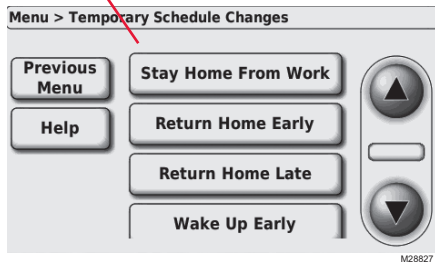 Menu > Temporary Schedule Changes
Previous
Menu
Help
Stay Home From Work
Return Home Early
Return Home Late
Wake Up Early
M28827